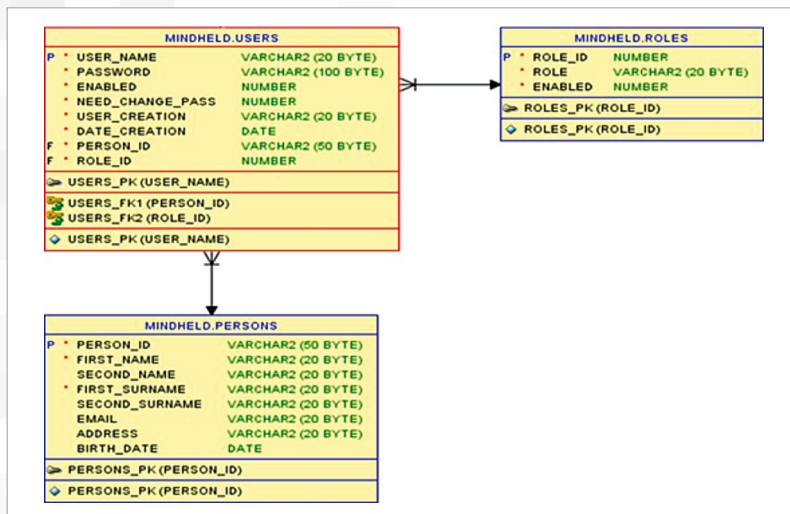 MINDHELD.USERS
P * USER_NAME VARCHAR2 (20 BYTE)
* PASSWORD VARCHAR2 (100 BYTE)
* ENABLED NUMBER
* NEED_CHANGE_PASS NUMBER
* USER_CREATION VARCHAR2 (20 BYTE)
* DATE_CREATION DATE
F * PERSON_ID VARCHAR2 (50 BYTE)
F * ROLE_ID NUMBER
USERS_PK (USER_NAME)
USERS_FK1 (PERSON_ID)
USERS_FK2 (ROLE_ID)
USERS_PK (USER_NAME)
MINDHELD.ROLES
P * ROLE_ID NUMBER
* ROLE VARCHAR2 (20 BYTE)
* ENABLED NUMBER
ROLES_PK (ROLE_ID)
ROLES_PK (ROLE_ID)
MINDHELD.PERSONS
P * PERSON_ID VARCHAR2 (50 BYTE)
* FIRST_NAME VARCHAR2 (20 BYTE)
SECOND_NAME VARCHAR2 (20 BYTE)
* FIRST_SURNAME VARCHAR2 (20 BYTE)
SECOND_SURNAME VARCHAR2 (20 BYTE)
EMAIL VARCHAR2 (20 BYTE)
ADDRESS VARCHAR2 (20 BYTE)
BIRTH_DATE DATE
PERSONS_PK (PERSON_ID)
PERSONS_PK (PERSON_ID)